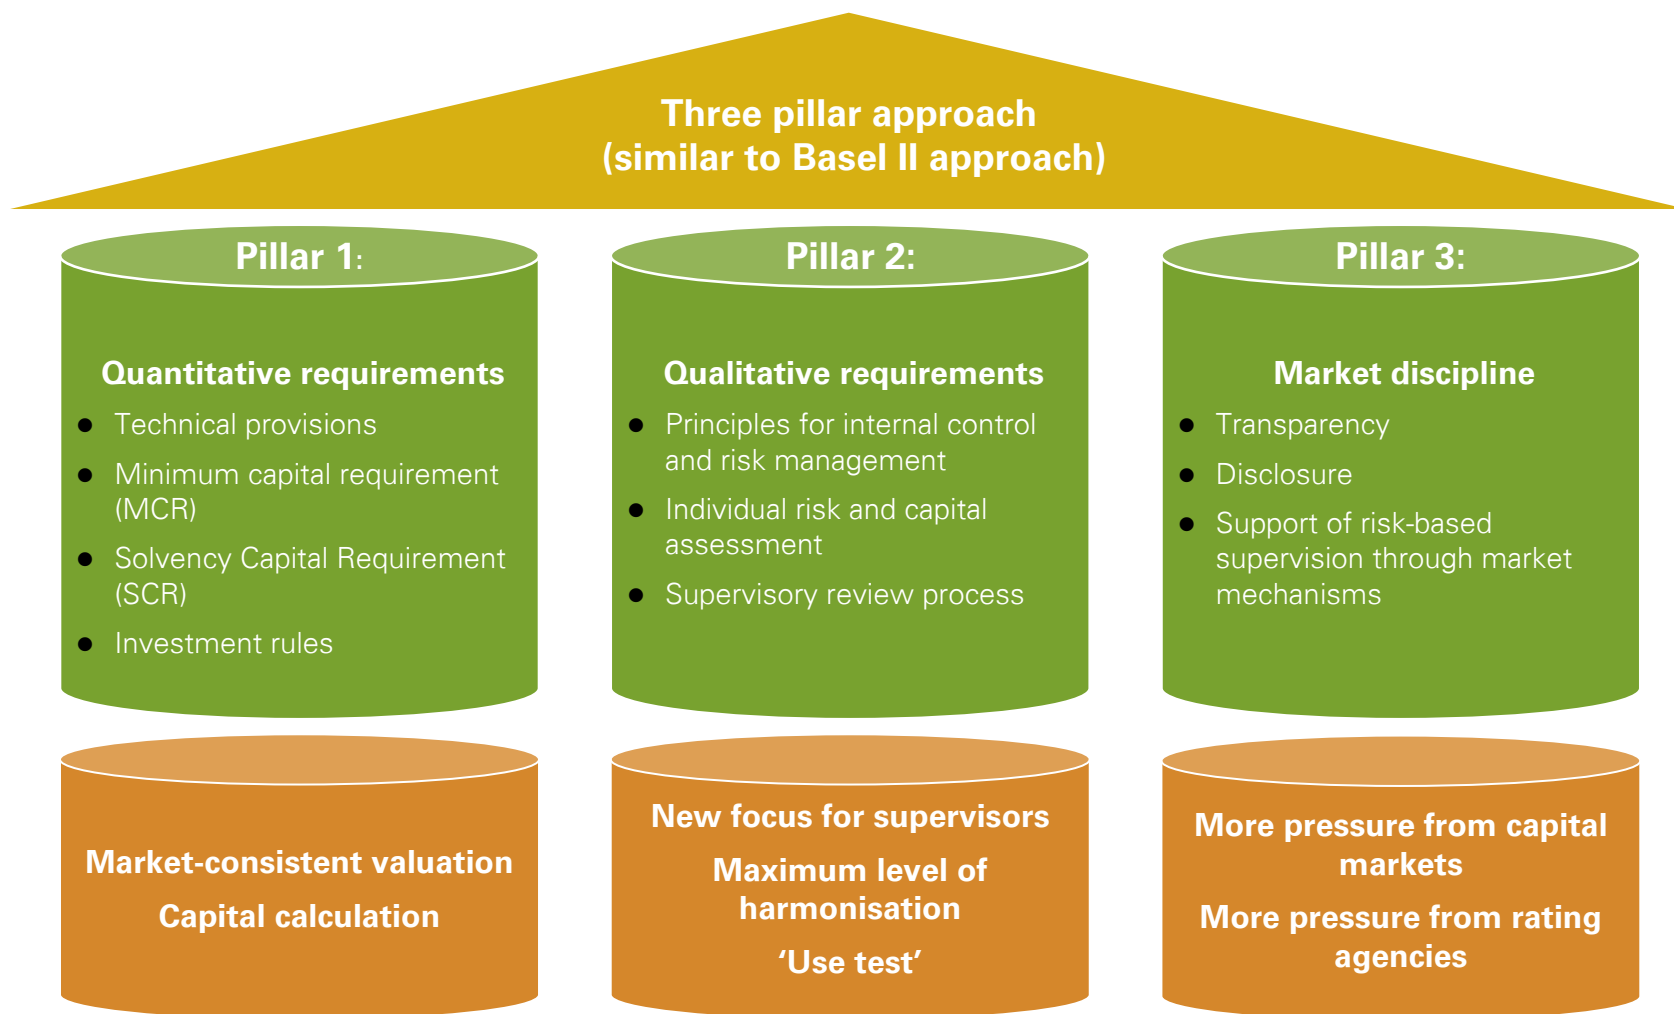 Three pillar approach
(similar to Basel II approach)
Pillar 1:
Quantitative requirements
● Technical provisions
● Minimum capital requirement
(MCR)
● Solvency Capital Requirement
(SCR)
● Investment rules
Market-consistent valuation
Capital calculation
Pillar 2:
Qualitative requirements
● Principles for internal control
and risk management
● Individual risk and capital
assessment
● Supervisory review process
New focus for supervisors
Maximum level of
harmonisation
‘Use test’
Pillar 3:
Market discipline
● Transparency
● Disclosure
● Support of risk-based
supervision through market
mechanisms
More pressure from capital
markets
More pressure from rating
agencies